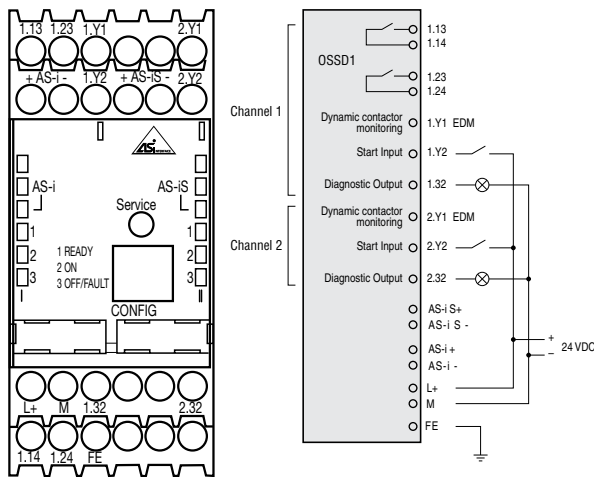 1.13 1.23 1.Y1 2.Y1
+ AS-i - 1.Y2 + AS-iS - 2.Y2
ASi
INTERFACE
AS-i AS-iS
Service
1 1
2 2
3 3
1 READY
2 ON
3 OFF/FAULT
I II
CONFIG
L+ M 1.32 2.32
1.14 1.24 FE
Channel 1
Channel 2
OSSD1
1.13
1.14
1.23
1.24
Dynamic contactor
monitoring
1.Y1 EDM
Start Input 1.Y2
Diagnostic Output 1.32
Dynamic contactor
monitoring
2.Y1 EDM
Start Input 2.Y2
Diagnostic Output 2.32
AS-i S+
AS-i S -
AS-i +
AS-i -
L+
M
FE
+
24 VDC
–